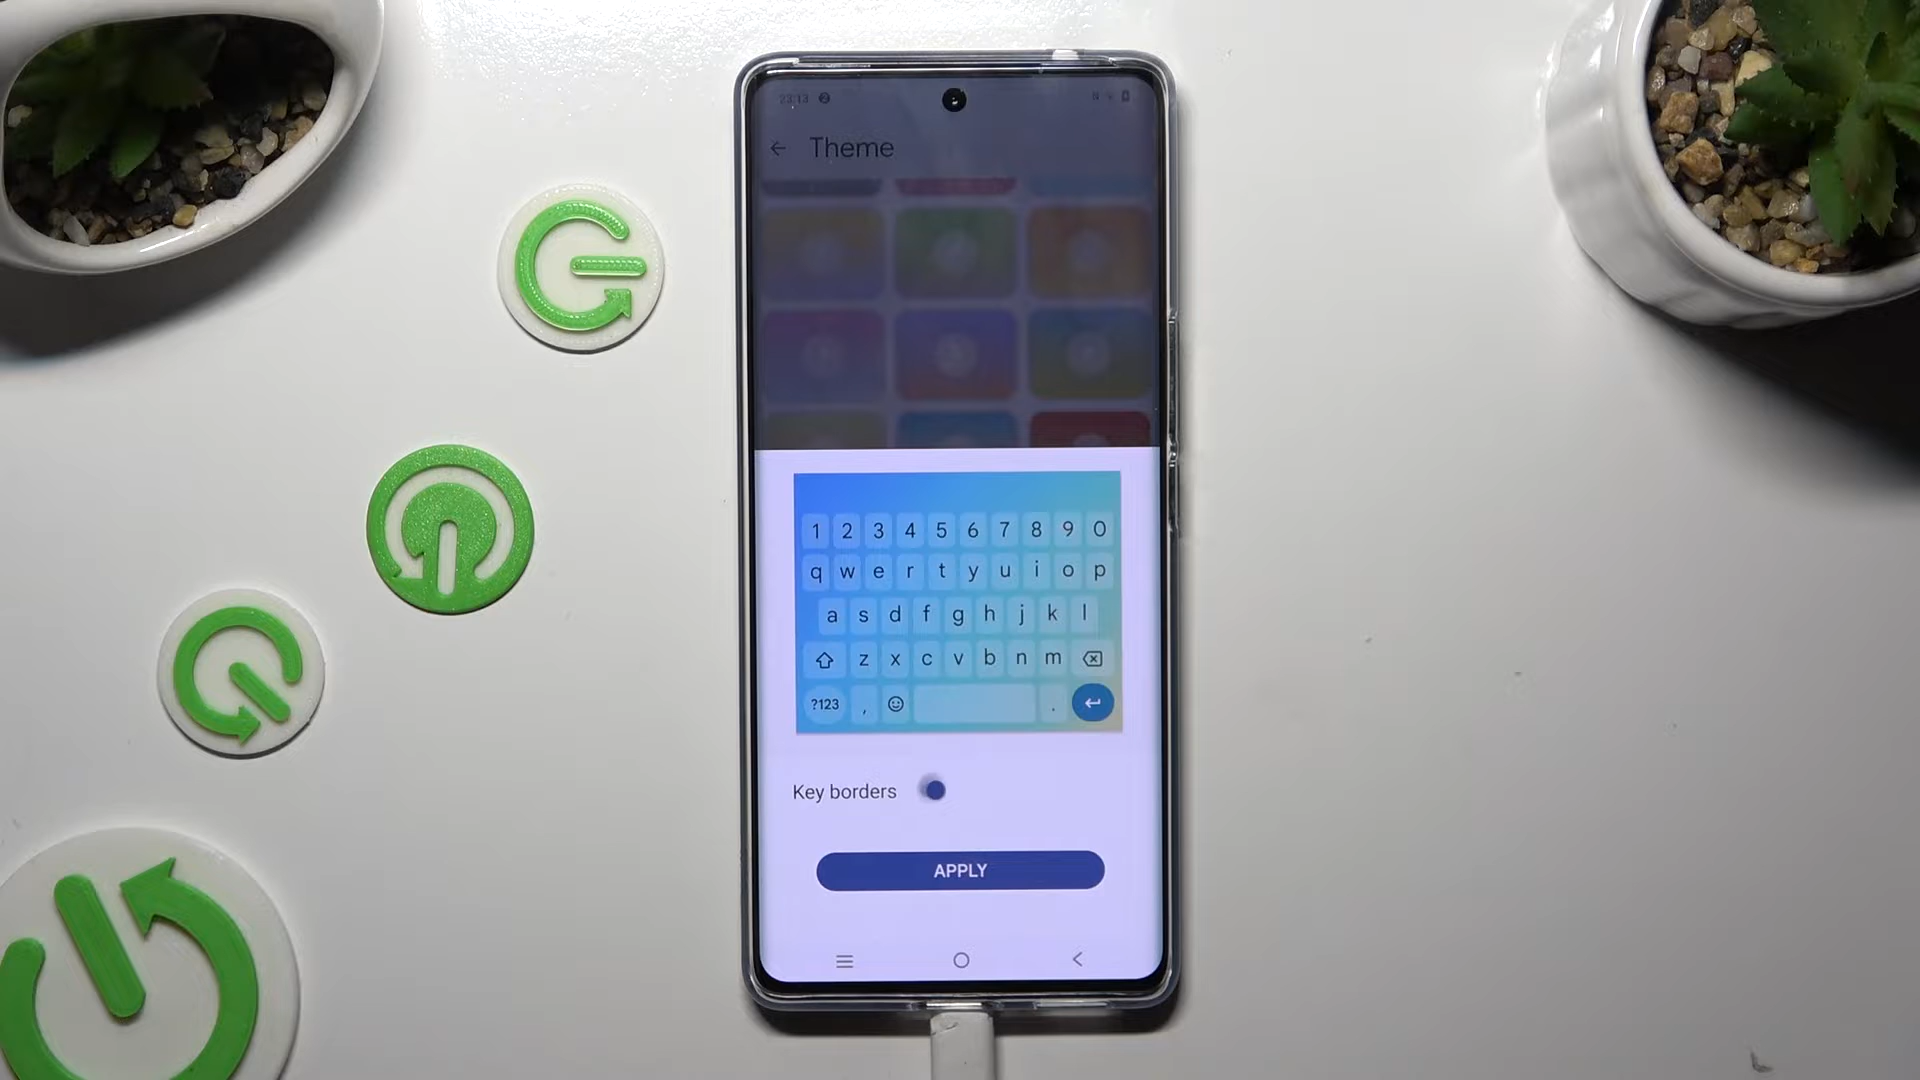 23:13
Theme
1 2 3 4 5 6 7 8 9 0
q w e r t y u i o p
a s d f g h j k l
z x c v b n m
?123 , .
Key borders
APPLY